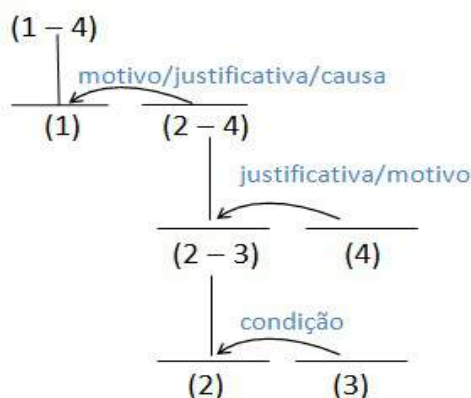 (1 – 4)
motivo/justificativa/causa
(1) (2 – 4)
justificativa/motivo
(2 – 3) (4)
condição
(2) (3)